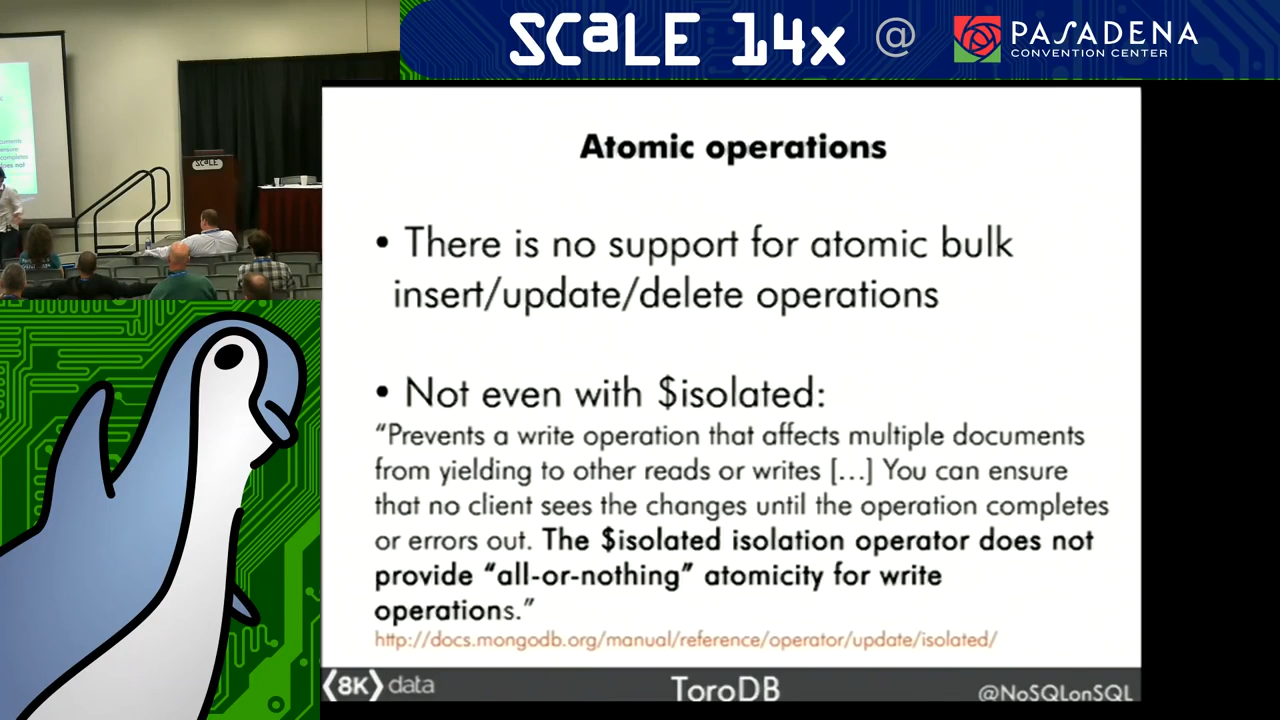 SCALE 14x @ PASADENA
CONVENTION CENTER
SCALE
Atomic operations
• There is no support for atomic bulk
insert/update/delete operations
• Not even with $isolated:
“Prevents a write operation that affects multiple documents
from yielding to other reads or writes [...] You can ensure
that no client sees the changes until the operation completes
or errors out. The $isolated isolation operator does not
provide “all-or-nothing” atomicity for write
operations.”
http://docs.mongodb.org/manual/reference/operator/update/isolated/
⟨8K⟩ data
ToroDB
@NoSQLonSQL